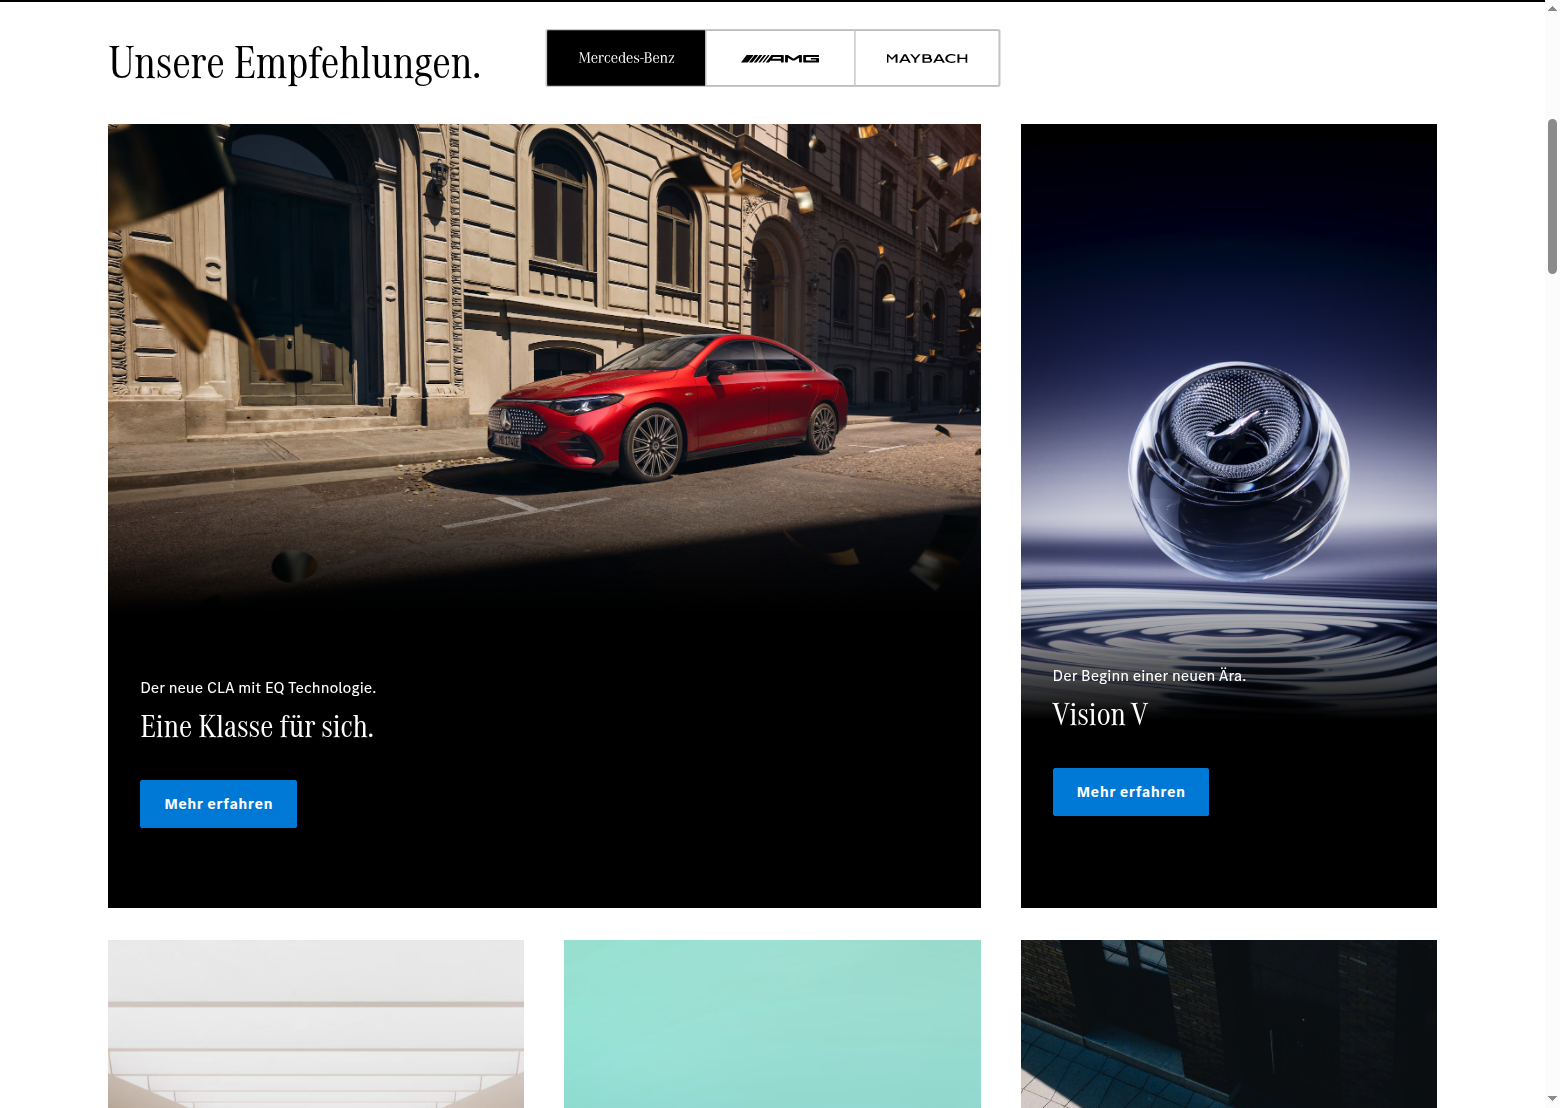 Unsere Empfehlungen.
Mercedes-Benz
AMG
MAYBACH
Der neue CLA mit EQ Technologie.
Eine Klasse für sich.
Mehr erfahren
Der Beginn einer neuen Ära.
Vision V
Mehr erfahren